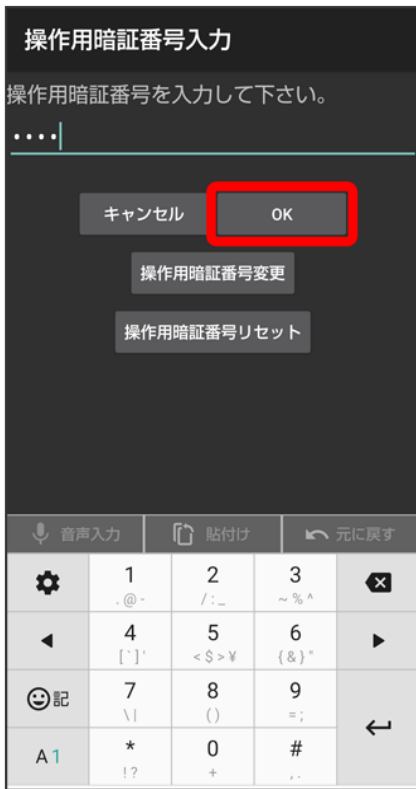 操作用暗証番号入力
操作用暗証番号を入力して下さい。
••••
キャンセル OK
操作用暗証番号変更
操作用暗証番号リセット
音声入力 貼付け 元に戻す
1 2 3
. @ - / : _ ~ % ^
4 5 6
[ ` ] ' < $ > ¥ { & } "
記 7 8 9
\ | ( ) = ;
A1 * 0 #
! ? + , .